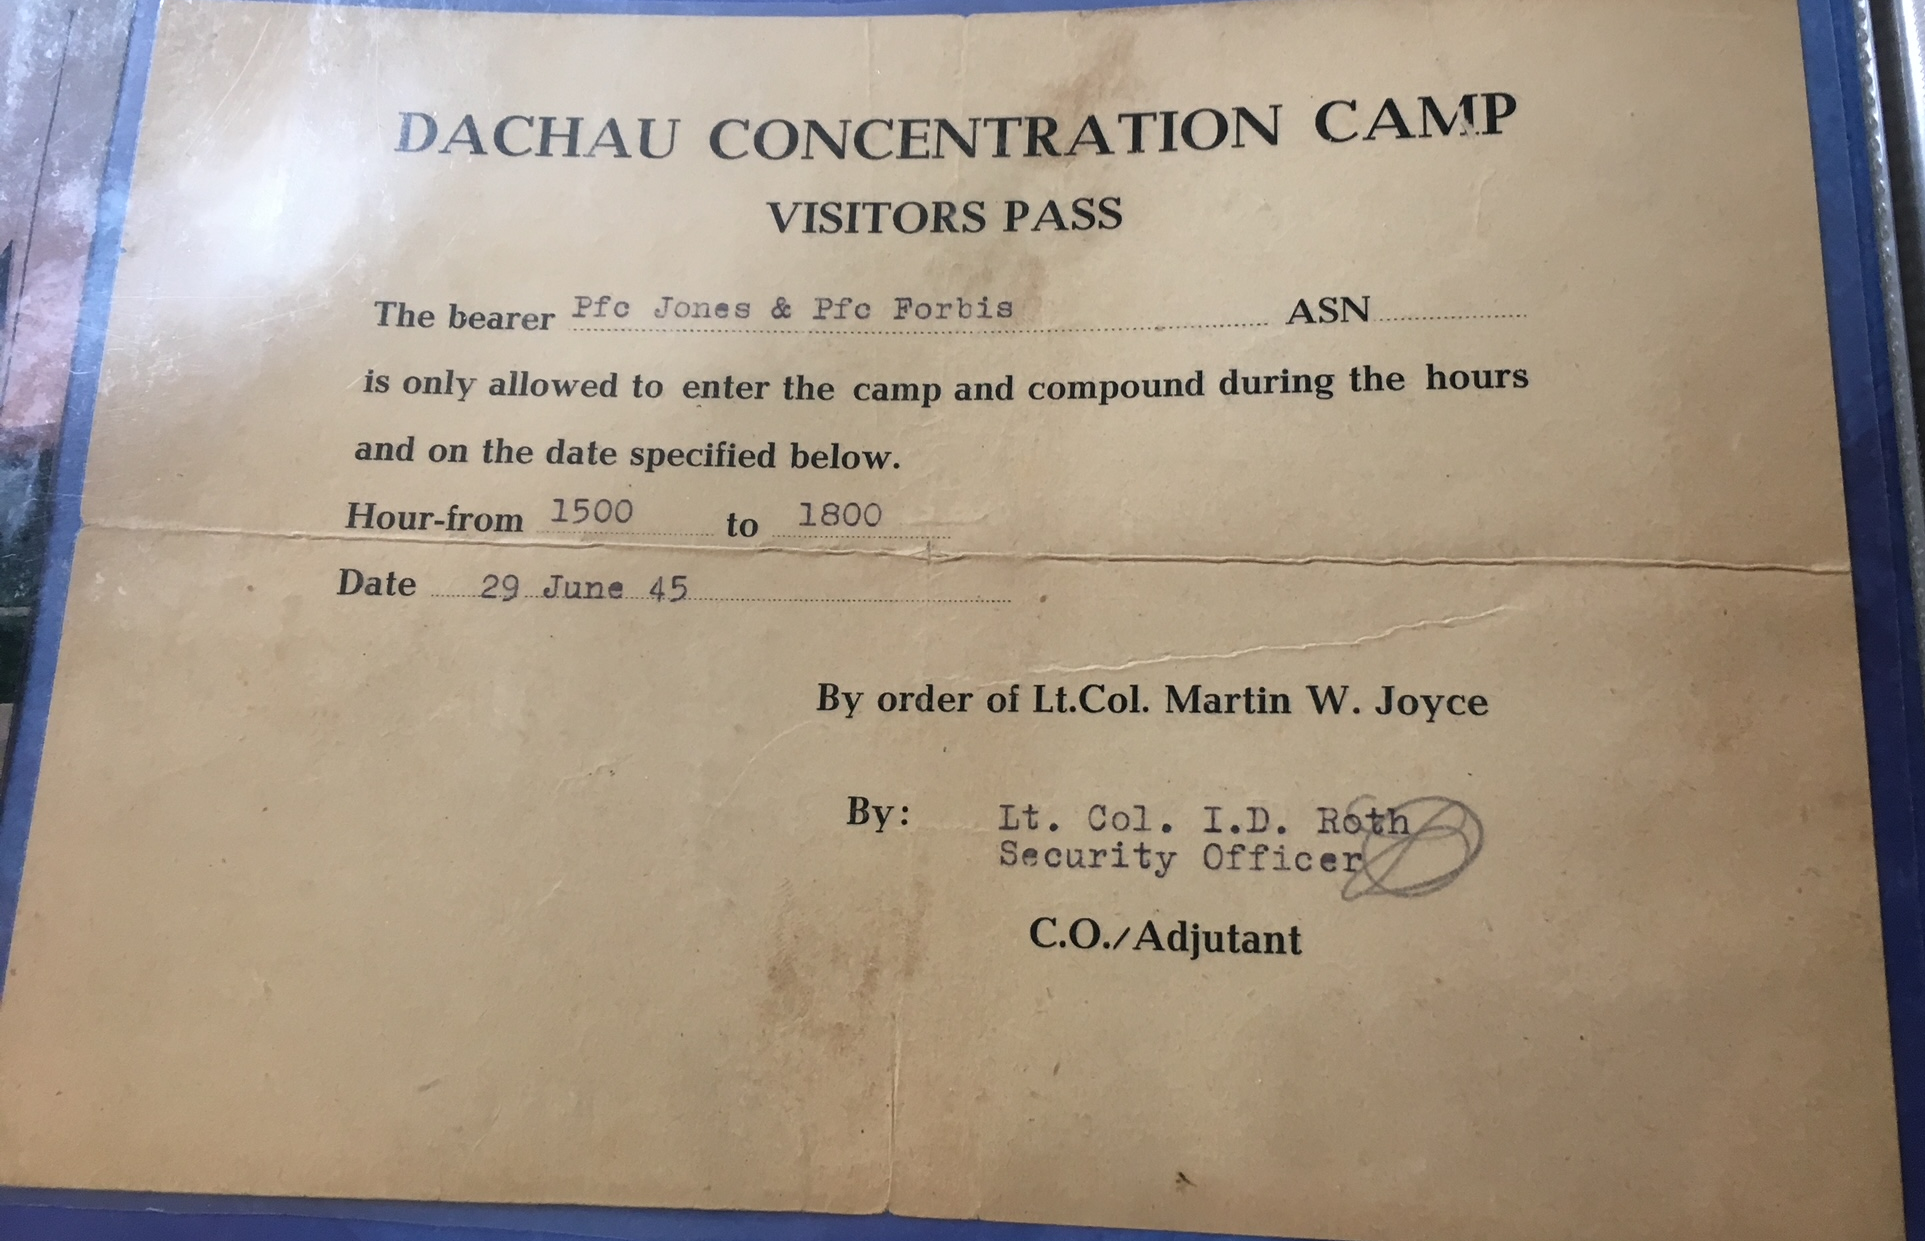 DACHAU CONCENTRATION CAMP
VISITORS PASS
The bearer Pfc Jones & Pfc Forbis ASN
is only allowed to enter the camp and compound during the hours
and on the date specified below.
Hour-from 1500 to 1800
Date 29 June 45
By order of Lt.Col. Martin W. Joyce
By: Lt. Col. I.D. Roth
Security Officer
C.O./Adjutant